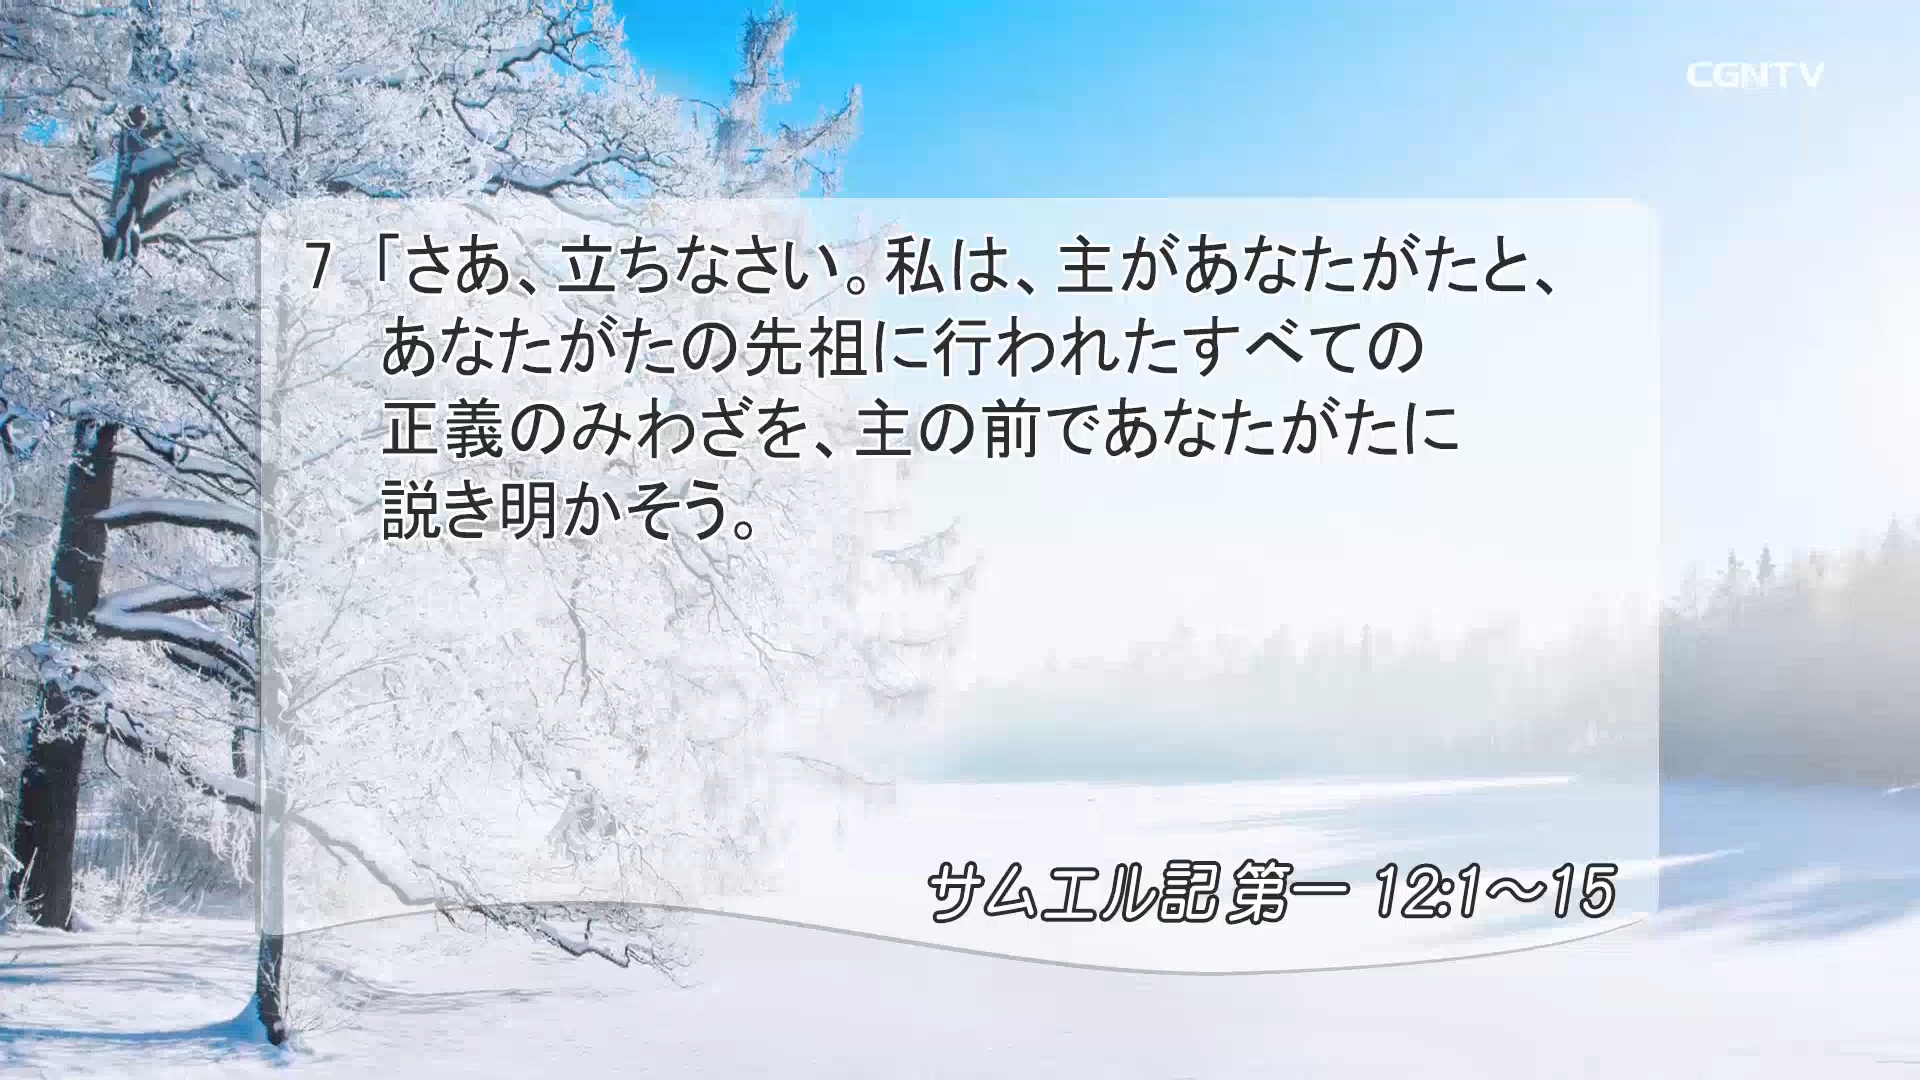 CGNTV
7 「さあ、立ちなさい。私は、主があなたがたと、
あなたがたの先祖に行われたすべての
正義のみわざを、主の前であなたがたに
説き明かそう。
サムエル記 第一 12:1～15